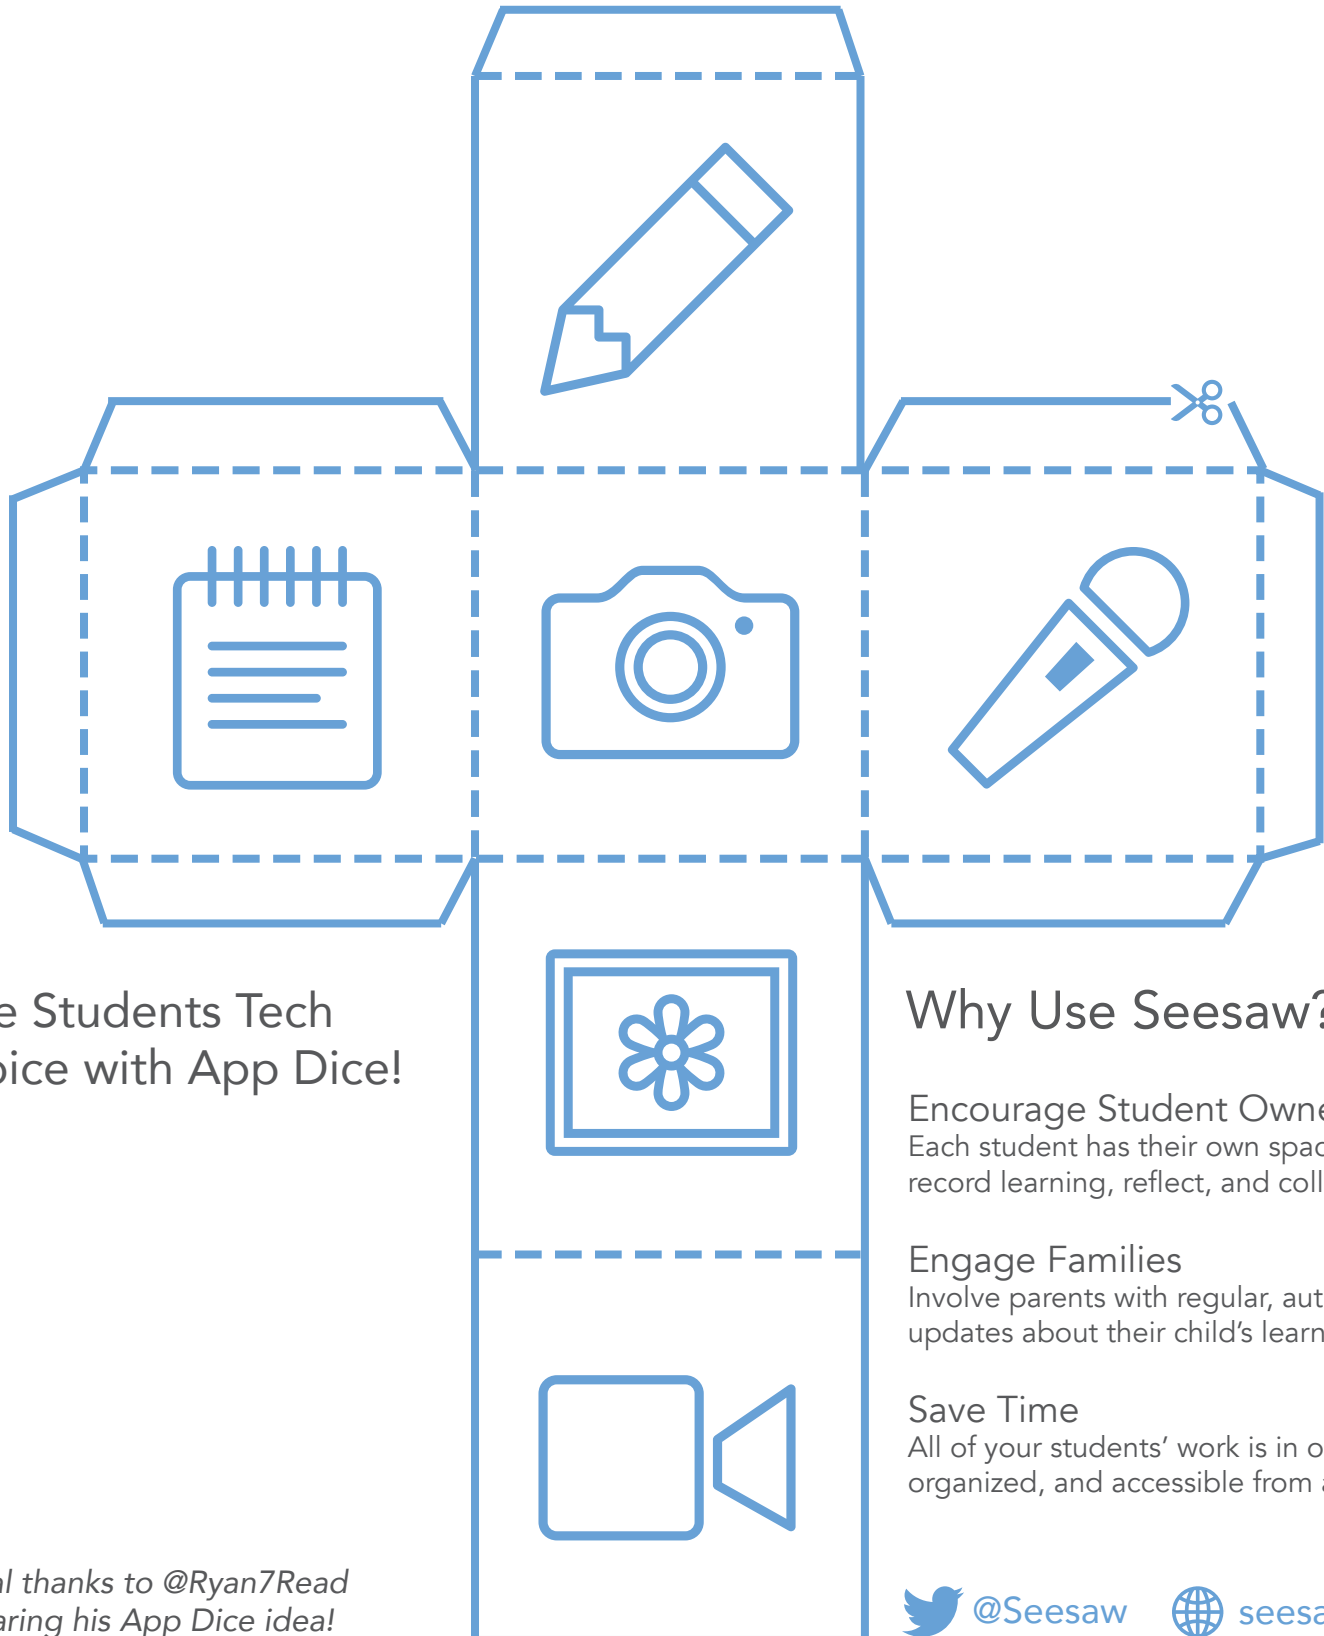 e Students Tech
oice with App Dice!
al thanks to @Ryan7Read
aring his App Dice idea!
Why Use Seesaw?
Encourage Student Owne
Each student has their own spac
record learning, reflect, and coll
Engage Families
Involve parents with regular, aut
updates about their child's learn
Save Time
All of your students' work is in o
organized, and accessible from a
@Seesaw
seesa